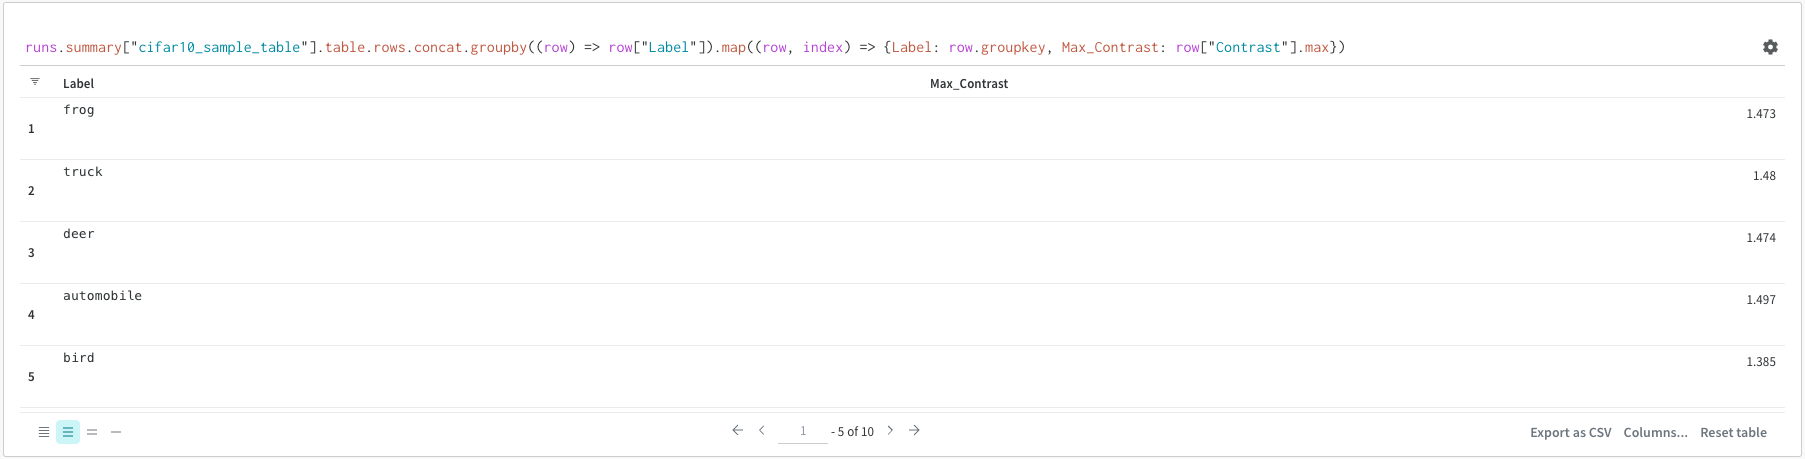 runs.summary["cifar10_sample_table"].table.rows.concat.groupby((row) => row["Label"]).map((row, index) => {Label: row.groupkey, Max_Contrast: row["Contrast"].max})
Label Max_Contrast
1 frog 1.473
2 truck 1.48
3 deer 1.474
4 automobile 1.497
5 bird 1.385
1 - 5 of 10 Export as CSV Columns... Reset table